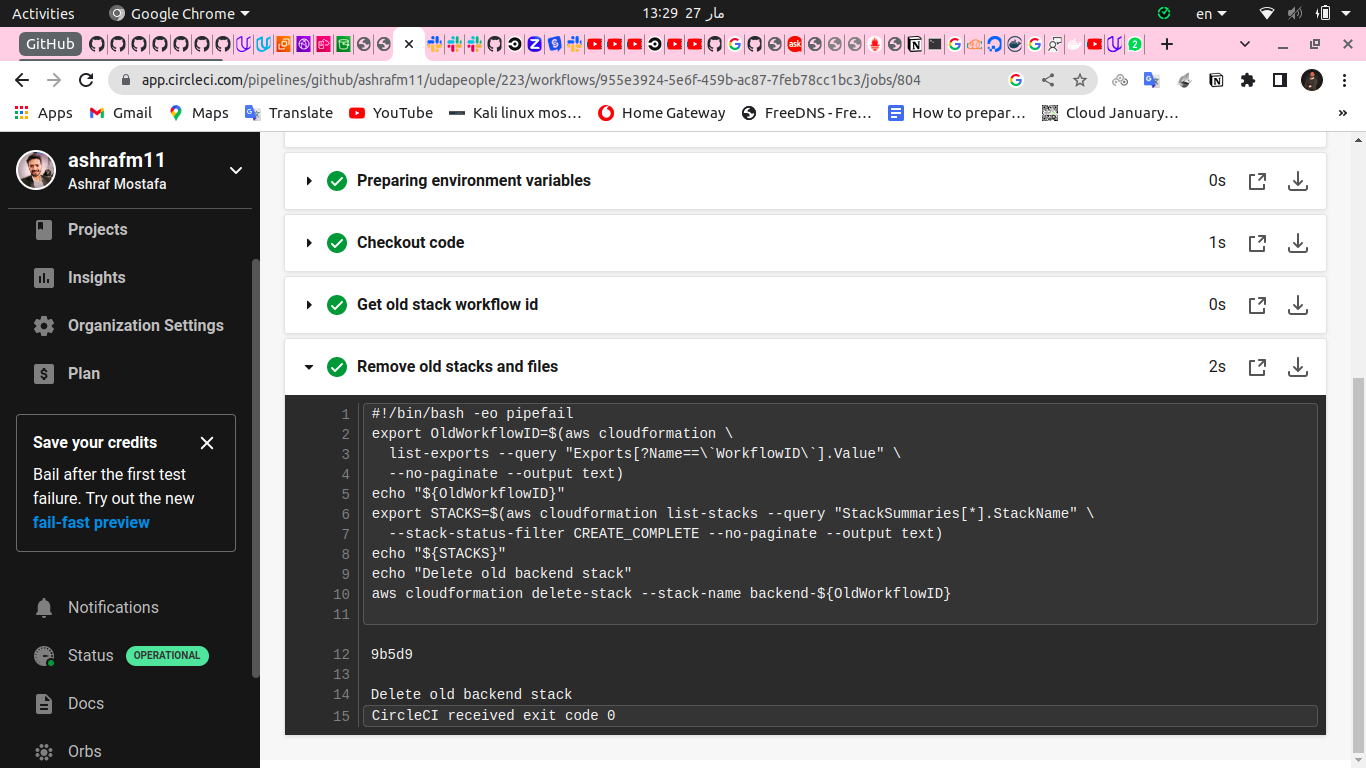 Activities
Google Chrome
13:29 27 مار
en
GitHub
app.circleci.com/pipelines/github/ashrafm11/udapeople/223/workflows/955e3924-5e6f-459b-ac87-7feb78cc1bc3/jobs/804
Apps
Gmail
Maps
Translate
YouTube
Kali linux mos…
Home Gateway
FreeDNS - Fre…
How to prepar…
Cloud January…
»
ashrafm11
Ashraf Mostafa
Projects
Insights
Organization Settings
Plan
Save your credits
Bail after the first test
failure. Try out the new
fail-fast preview
Notifications
Status OPERATIONAL
Docs
Orbs
Preparing environment variables 0s
Checkout code 1s
Get old stack workflow id 0s
Remove old stacks and files 2s
1 #!/bin/bash -eo pipefail
2 export OldWorkflowID=$(aws cloudformation \
3 list-exports --query "Exports[?Name==\`WorkflowID\`].Value" \
4 --no-paginate --output text)
5 echo "${OldWorkflowID}"
6 export STACKS=$(aws cloudformation list-stacks --query "StackSummaries[*].StackName" \
7 --stack-status-filter CREATE_COMPLETE --no-paginate --output text)
8 echo "${STACKS}"
9 echo "Delete old backend stack"
10 aws cloudformation delete-stack --stack-name backend-${OldWorkflowID}
11
12 9b5d9
13
14 Delete old backend stack
15 CircleCI received exit code 0